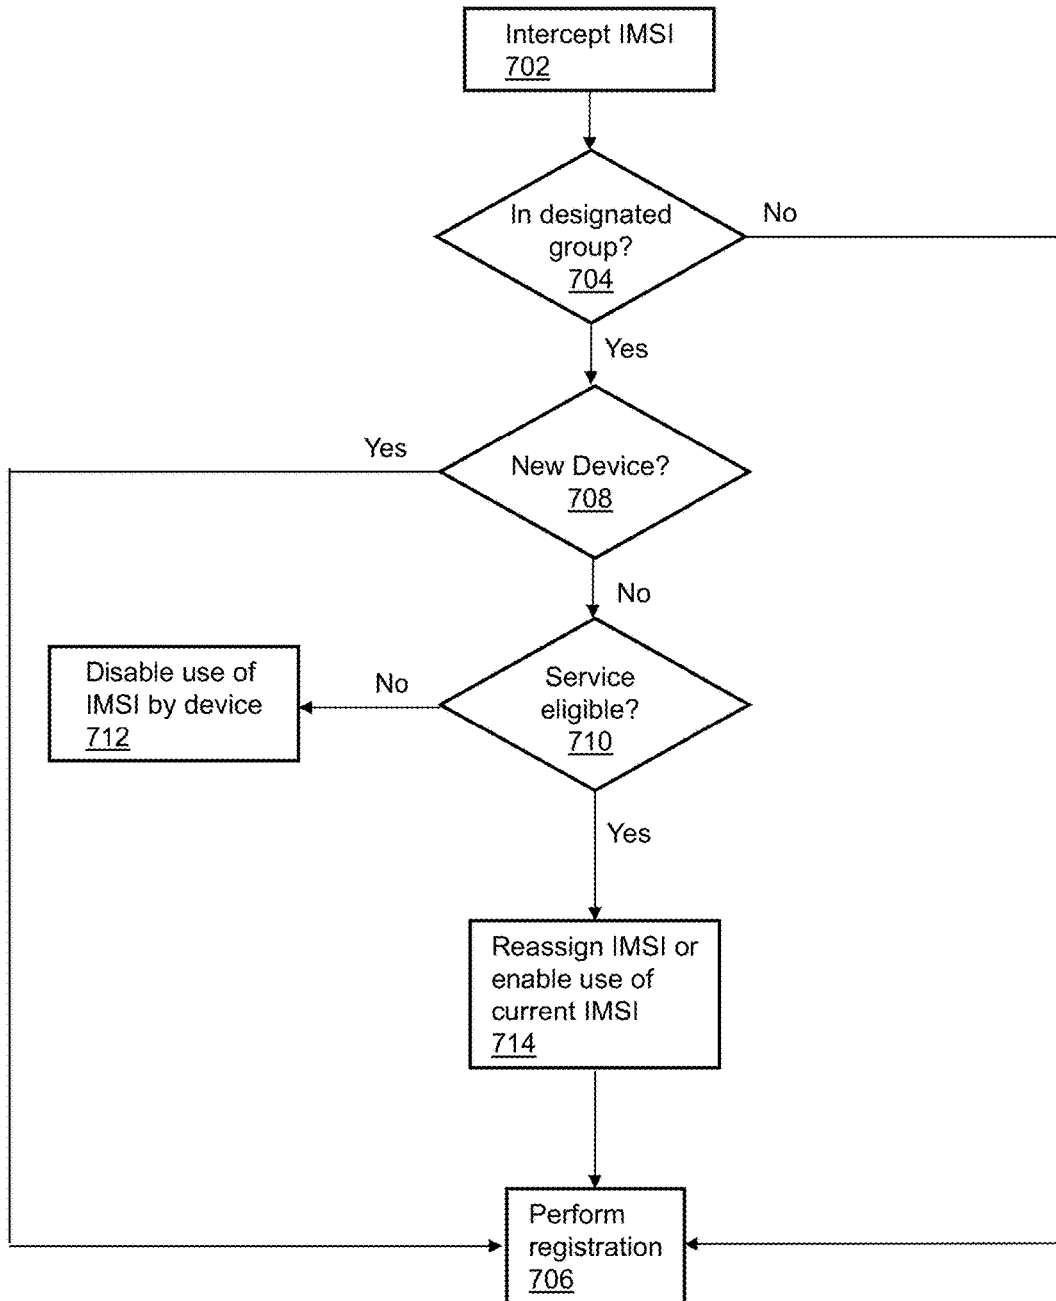 Intercept IMSI
702
In designated
group?
704
No
Yes
New Device?
708
Yes
No
Service
eligible?
710
No
Disable use of
IMSI by device
712
Yes
Reassign IMSI or
enable use of
current IMSI
714
Perform
registration
706